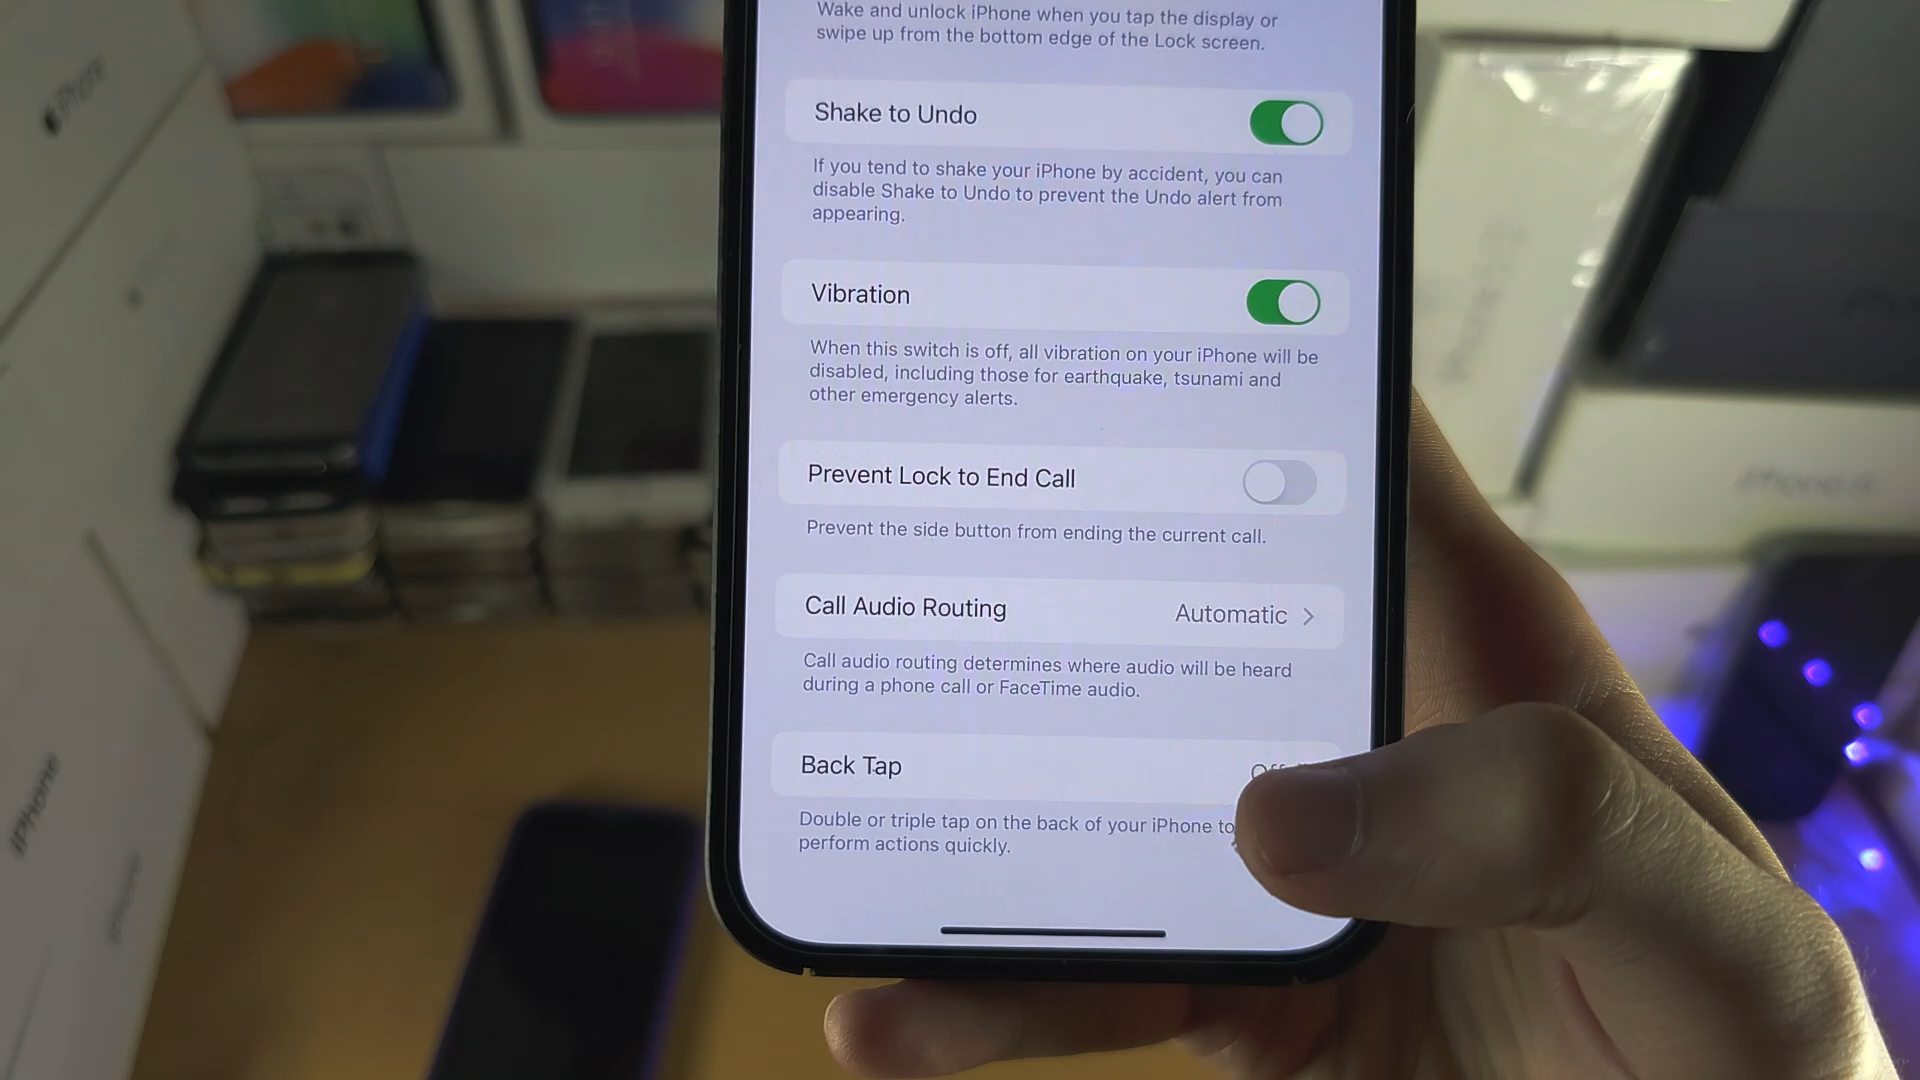 Wake and unlock iPhone when you tap the display or
swipe up from the bottom edge of the Lock screen.
Shake to Undo
If you tend to shake your iPhone by accident, you can
disable Shake to Undo to prevent the Undo alert from
appearing.
Vibration
When this switch is off, all vibration on your iPhone will be
disabled, including those for earthquake, tsunami and
other emergency alerts.
Prevent Lock to End Call
Prevent the side button from ending the current call.
Call Audio Routing Automatic
Call audio routing determines where audio will be heard
during a phone call or FaceTime audio.
Back Tap
Double or triple tap on the back of your iPhone to
perform actions quickly.
iPhone
iPhone
iPhone